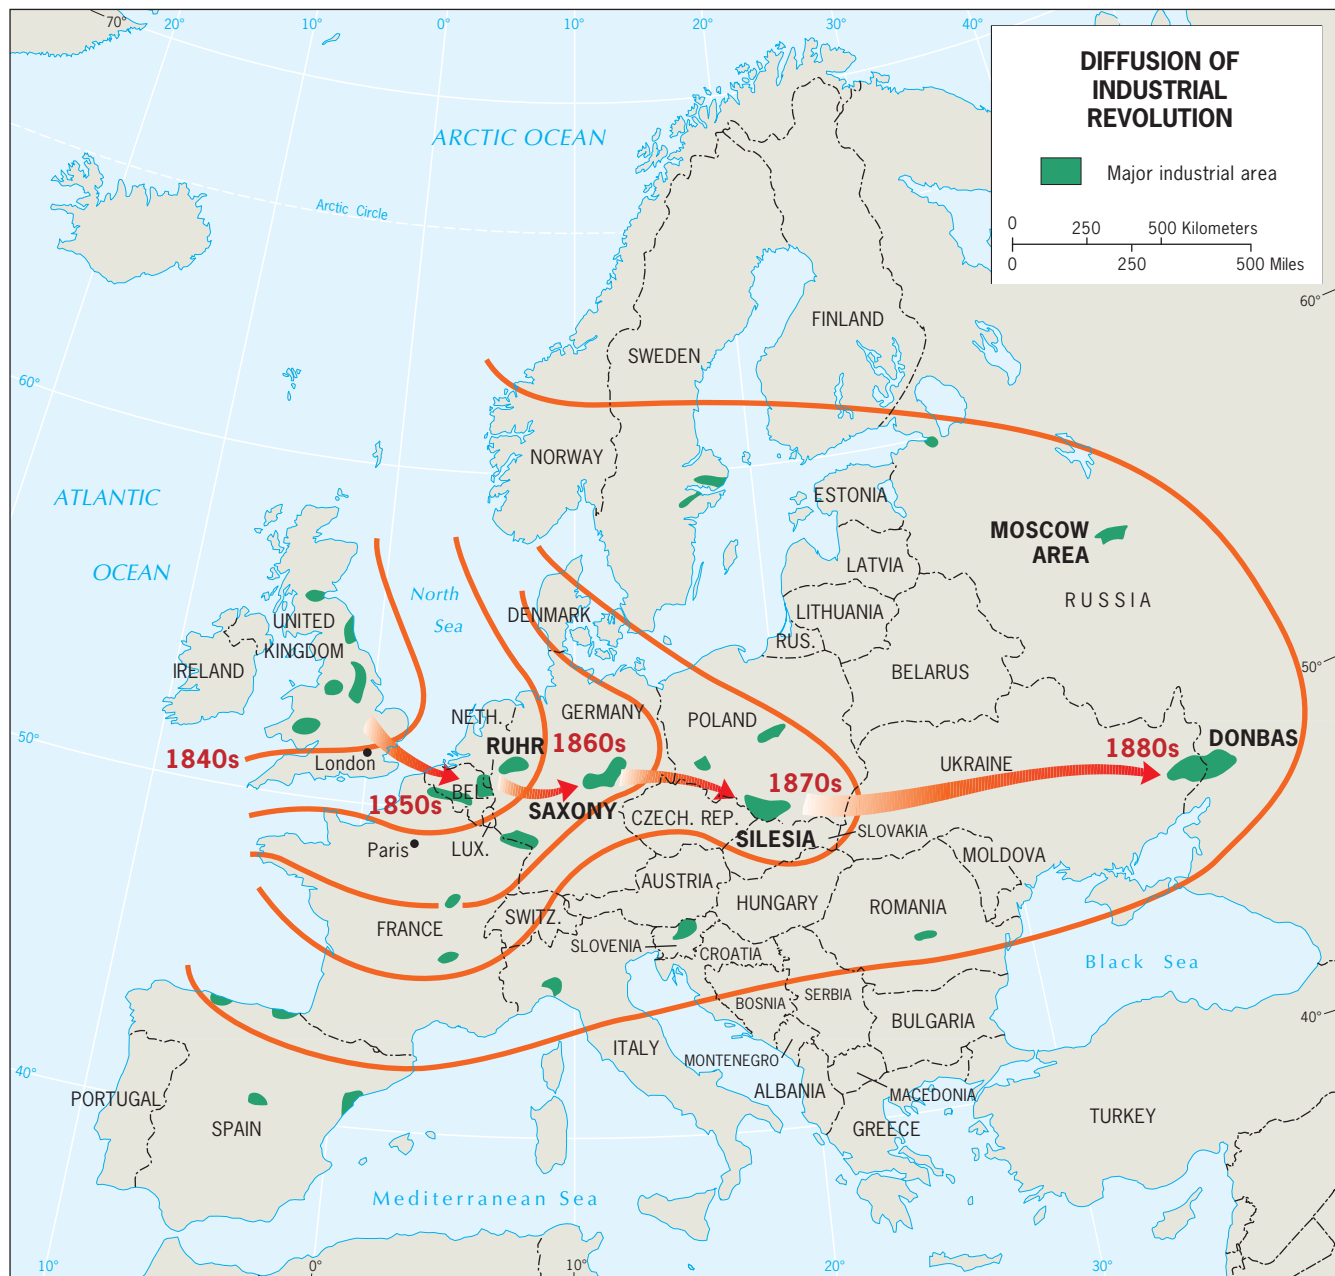 70°
20°
10°
0°
10°
20°
30°
40°
DIFFUSION OF
INDUSTRIAL
REVOLUTION
Major industrial area
0 250 500 Kilometers
0 250 500 Miles
ARCTIC OCEAN
Arctic Circle
60°
FINLAND
SWEDEN
60°
NORWAY
ATLANTIC
OCEAN
ESTONIA
MOSCOW
AREA
LATVIA
North
Sea
RUSSIA
DENMARK
LITHUANIA
UNITED
KINGDOM
RUS.
IRELAND
BELARUS
50°
NETH.
GERMANY
POLAND
50°
RUHR
1860s
1880s
DONBAS
1840s
London
UKRAINE
BEL.
1870s
1850s
SAXONY
CZECH. REP.
SILESIA
SLOVAKIA
Paris
LUX.
MOLDOVA
AUSTRIA
HUNGARY
ROMANIA
SWITZ.
FRANCE
SLOVENIA
CROATIA
Black Sea
BOSNIA
SERBIA
BULGARIA
40°
ITALY
MONTENEGRO
40°
ALBANIA
MACEDONIA
PORTUGAL
TURKEY
SPAIN
GREECE
Mediterranean Sea
10°
0°
10°
20°
30°